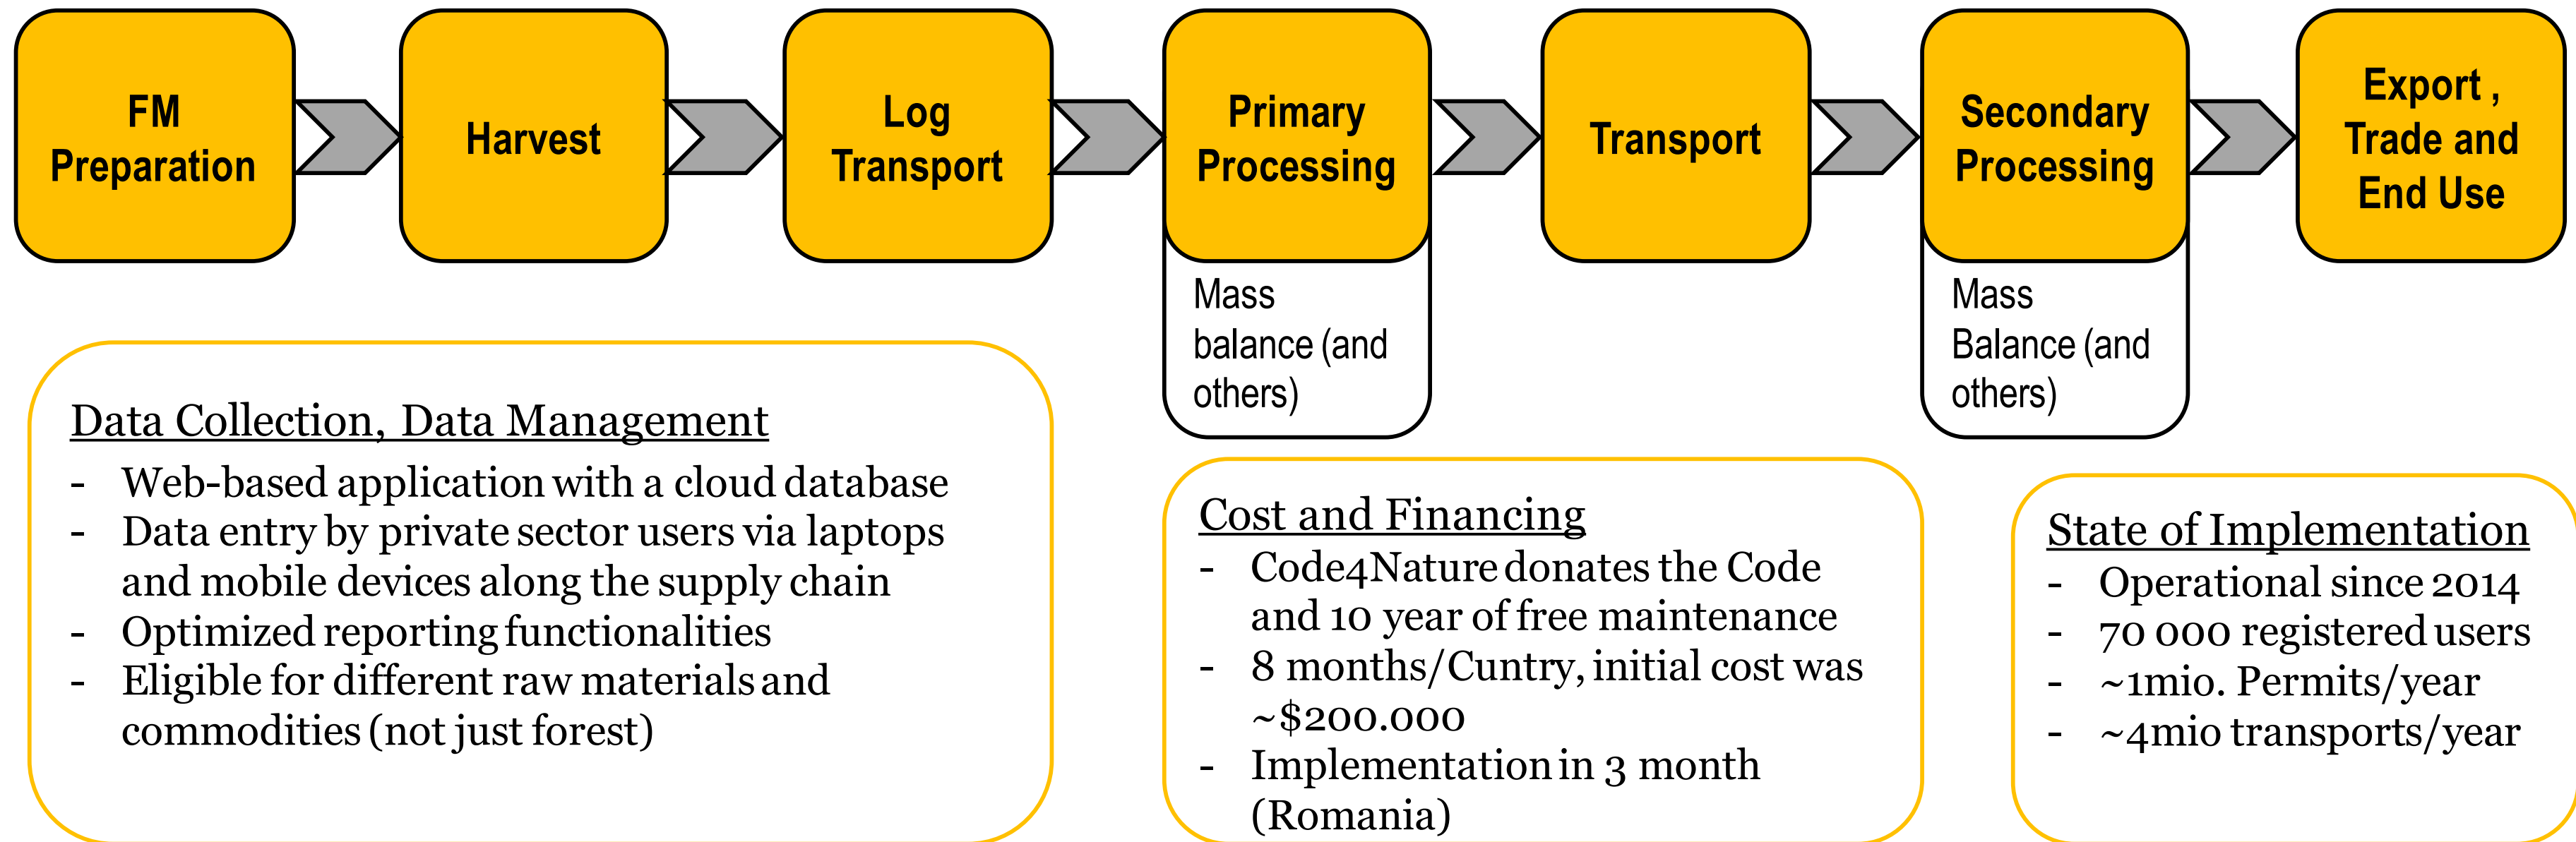 FM
Preparation
Harvest
Log
Transport
Primary
Processing
Transport
Secondary
Processing
Export ,
Trade and
End Use
Mass
balance (and
others)
Mass
Balance (and
others)
Data Collection, Data Management
- Web-based application with a cloud database
- Data entry by private sector users via laptops
and mobile devices along the supply chain
- Optimized reporting functionalities
- Eligible for different raw materials and
commodities (not just forest)
Cost and Financing
- Code4Nature donates the Code
and 10 year of free maintenance
- 8 months/Cuntry, initial cost was
~$200.000
- Implementation in 3 month
(Romania)
State of Implementation
- Operational since 2014
- 70 000 registered users
- ~1mio. Permits/year
- ~4mio transports/year